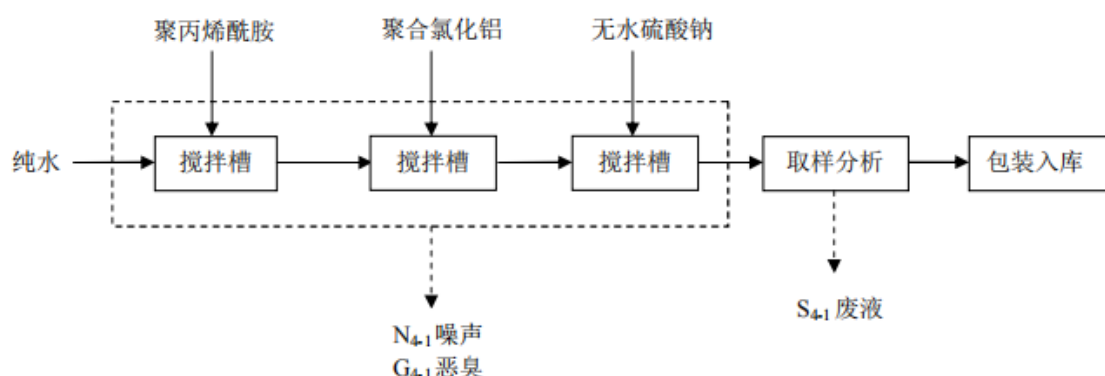 聚丙烯酰胺
聚合氯化铝
无水硫酸钠
纯水
搅拌槽
搅拌槽
搅拌槽
取样分析
包装入库
S4-1废液
N4-1噪声
G4-1恶臭